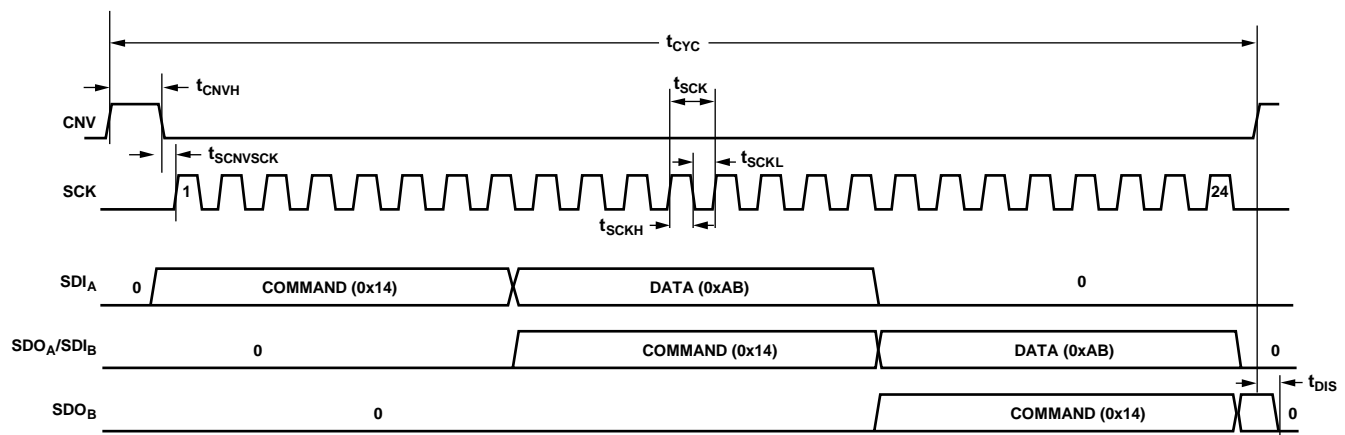 tCYC
tCNVH
tSCK
CNV
tSCNVSCK
tSCKL
SCK
1
24
tSCKH
SDIA
0
COMMAND (0x14)
DATA (0xAB)
0
SDOA/SDIB
0
COMMAND (0x14)
DATA (0xAB)
0
tDIS
SDOB
0
COMMAND (0x14)
0